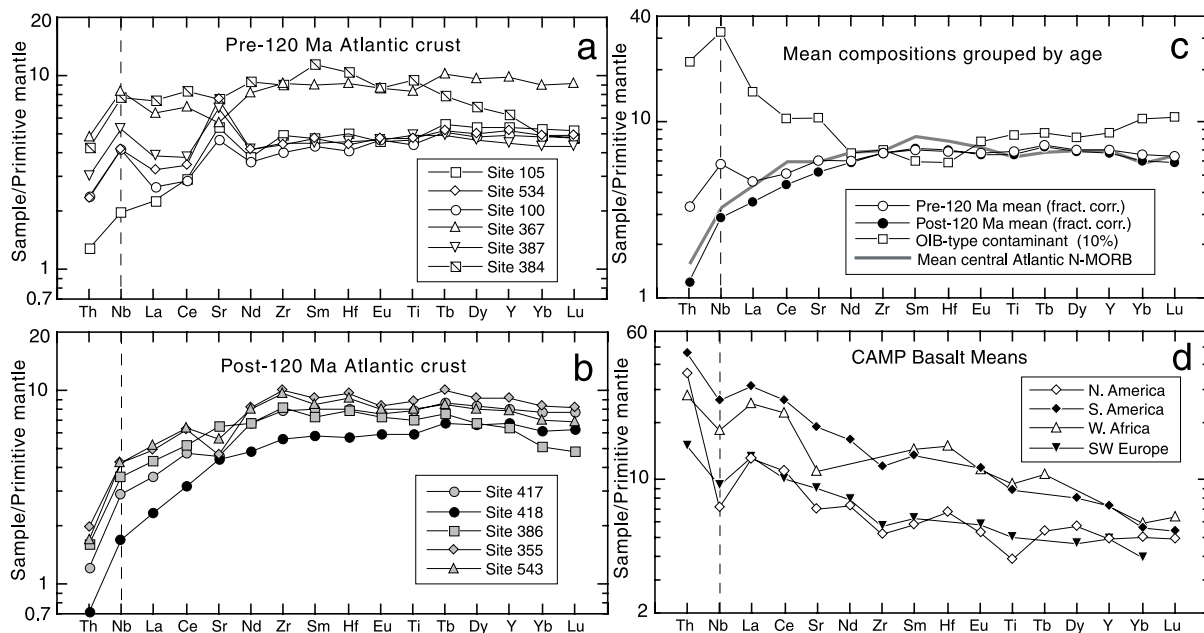 Sample/Primitive mantle
20
10
1
0.7
Pre-120 Ma Atlantic crust
a
Site 105
Site 534
Site 100
Site 367
Site 387
Site 384
Th Nb La Ce Sr Nd Zr Sm Hf Eu Ti Tb Dy Y Yb Lu
Sample/Primitive mantle
40
10
1
Mean compositions grouped by age
c
Pre-120 Ma mean (fract. corr.)
Post-120 Ma mean (fract. corr.)
OIB-type contaminant (10%)
Mean central Atlantic N-MORB
Th Nb La Ce Sr Nd Zr Sm Hf Eu Ti Tb Dy Y Yb Lu
Sample/Primitive mantle
20
10
1
0.7
Post-120 Ma Atlantic crust
b
Site 417
Site 418
Site 386
Site 355
Site 543
Th Nb La Ce Sr Nd Zr Sm Hf Eu Ti Tb Dy Y Yb Lu
Sample/Primitive mantle
60
10
2
CAMP Basalt Means
d
N. America
S. America
W. Africa
SW Europe
Th Nb La Ce Sr Nd Zr Sm Hf Eu Ti Tb Dy Y Yb Lu